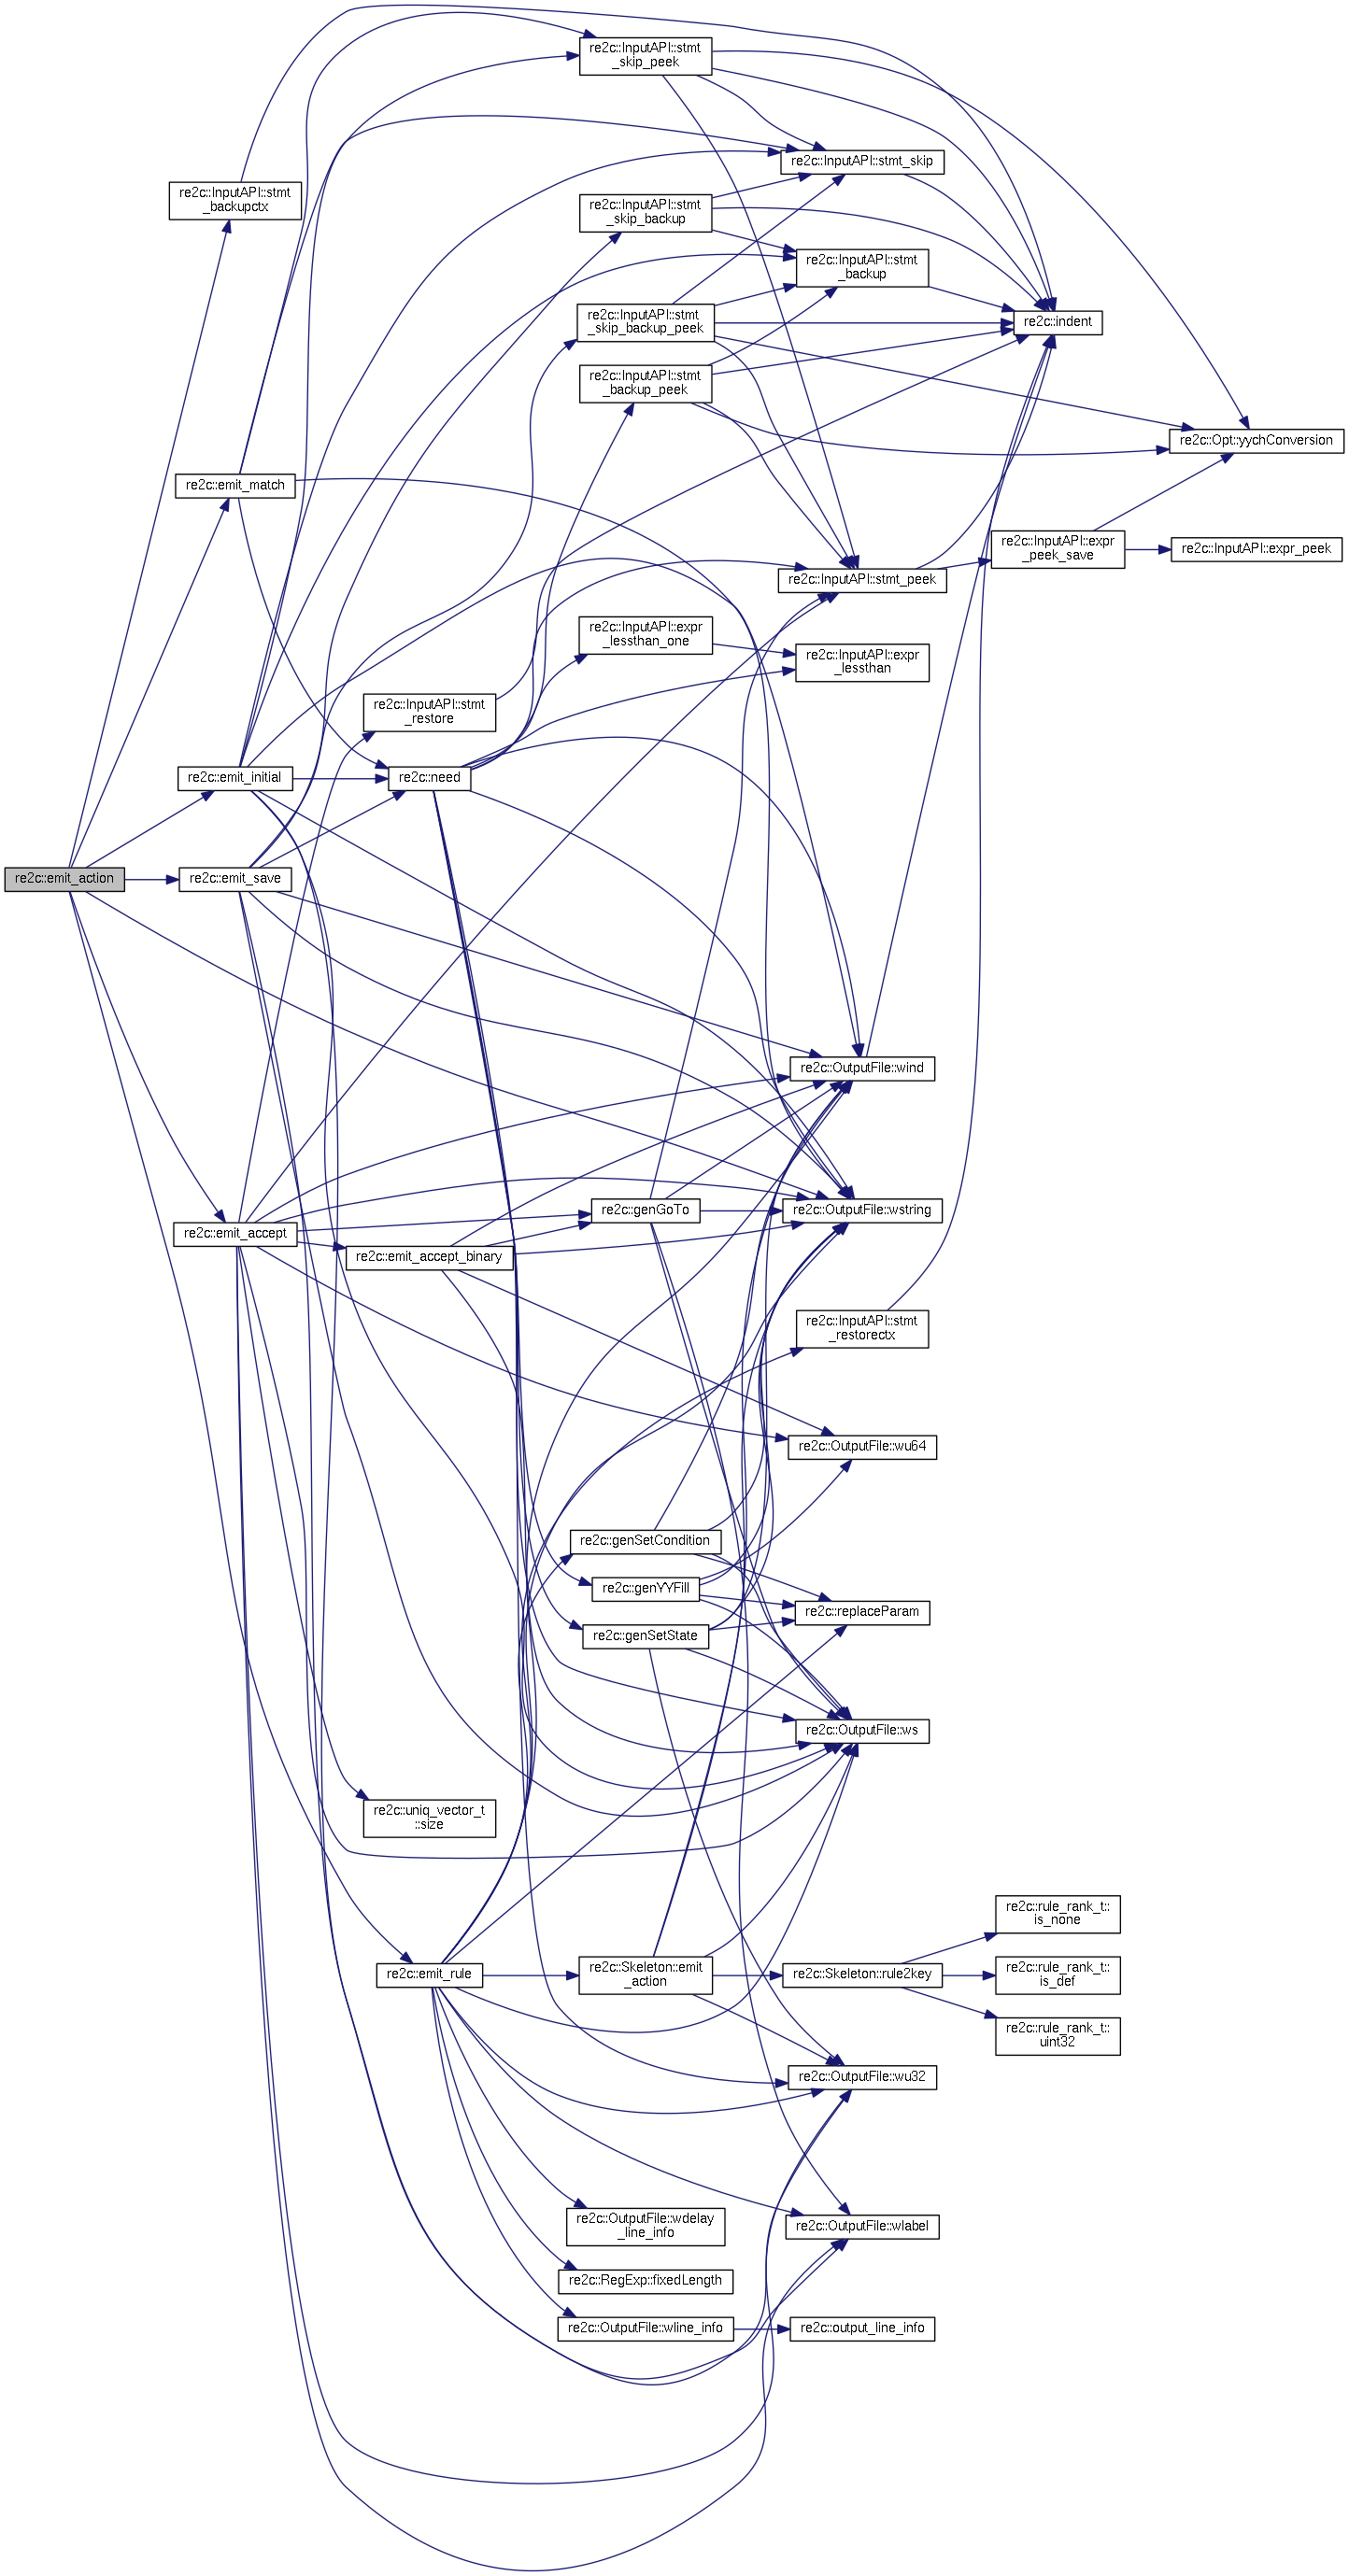 re2c::InputAPI::stmt
_skip_peek
re2c::InputAPI::stmt_skip
re2c::InputAPI::stmt
_backupctx
re2c::InputAPI::stmt
_skip_backup
re2c::InputAPI::stmt
_backup
re2c::InputAPI::stmt
_skip_backup_peek
re2c::indent
re2c::InputAPI::stmt
_backup_peek
re2c::Opt::yychConversion
re2c::emit_match
re2c::InputAPI::expr
_peek_save
re2c::InputAPI::expr_peek
re2c::InputAPI::stmt_peek
re2c::InputAPI::expr
_lessthan_one
re2c::InputAPI::expr
_lessthan
re2c::InputAPI::stmt
_restore
re2c::emit_initial
re2c::need
re2c::emit_action
re2c::emit_save
re2c::OutputFile::wind
re2c::genGoTo
re2c::OutputFile::wstring
re2c::emit_accept
re2c::emit_accept_binary
re2c::InputAPI::stmt
_restorectx
re2c::OutputFile::wu64
re2c::genSetCondition
re2c::genYYFill
re2c::replaceParam
re2c::genSetState
re2c::OutputFile::ws
re2c::uniq_vector_t
::size
re2c::rule_rank_t::
is_none
re2c::emit_rule
re2c::Skeleton::emit
_action
re2c::Skeleton::rule2key
re2c::rule_rank_t::
is_def
re2c::rule_rank_t::
uint32
re2c::OutputFile::wu32
re2c::OutputFile::wdelay
_line_info
re2c::OutputFile::wlabel
re2c::RegExp::fixedLength
re2c::OutputFile::wline_info
re2c::output_line_info